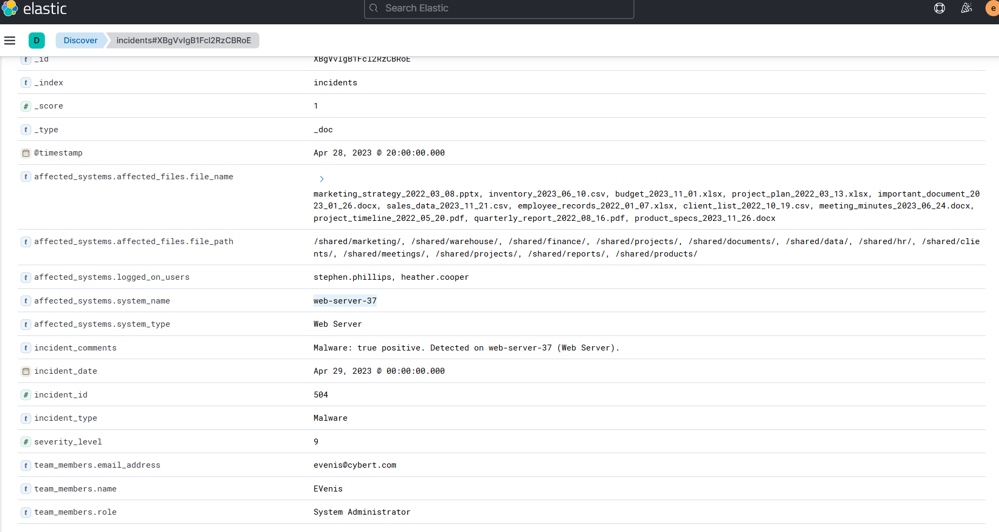 elastic
Search Elastic
e
D
Discover
incidents#XBgVvIgB1FcI2RzCBRoE
t _id XBgVvIgB1FcI2RzCBRoE
t _index incidents
# _score 1
t _type _doc
@timestamp Apr 28, 2023 @ 20:00:00.000
t affected_systems.affected_files.file_name
marketing_strategy_2022_03_08.pptx, inventory_2023_06_10.csv, budget_2023_11_01.xlsx, project_plan_2022_03_13.xlsx, important_document_20
23_01_26.docx, sales_data_2023_11_21.csv, employee_records_2022_01_07.xlsx, client_list_2022_10_19.csv, meeting_minutes_2023_06_24.docx,
project_timeline_2022_05_20.pdf, quarterly_report_2022_08_16.pdf, product_specs_2023_11_26.docx
t affected_systems.affected_files.file_path /shared/marketing/, /shared/warehouse/, /shared/finance/, /shared/projects/, /shared/documents/, /shared/data/, /shared/hr/, /shared/clie
nts/, /shared/meetings/, /shared/projects/, /shared/reports/, /shared/products/
t affected_systems.logged_on_users stephen.phillips, heather.cooper
t affected_systems.system_name web-server-37
t affected_systems.system_type Web Server
t incident_comments Malware: true positive. Detected on web-server-37 (Web Server).
incident_date Apr 29, 2023 @ 00:00:00.000
# incident_id 504
t incident_type Malware
# severity_level 9
t team_members.email_address evenis@cybert.com
t team_members.name EVenis
t team_members.role System Administrator